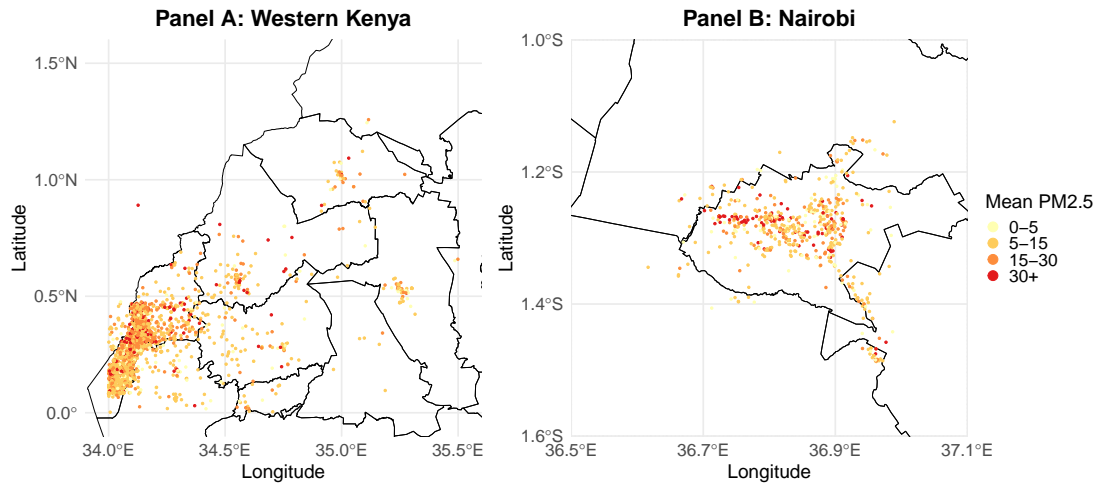 Panel A: Western Kenya
Panel B: Nairobi
1.5°N
1.0°N
0.5°N
0.0°
Latitude
34.0°E
34.5°E
35.0°E
35.5°E
Longitude
1.0°S
1.2°S
1.4°S
1.6°S
Latitude
36.5°E
36.7°E
36.9°E
37.1°E
Longitude
Mean PM2.5
0–5
5–15
15–30
30+